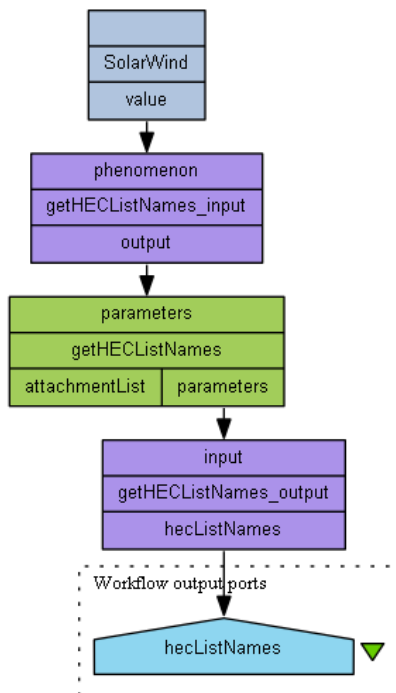 SolarWind
value
phenomenon
getHECListNames_input
output
parameters
getHECListNames
attachmentList parameters
input
getHECListNames_output
hecListNames
Workflow output ports
hecListNames